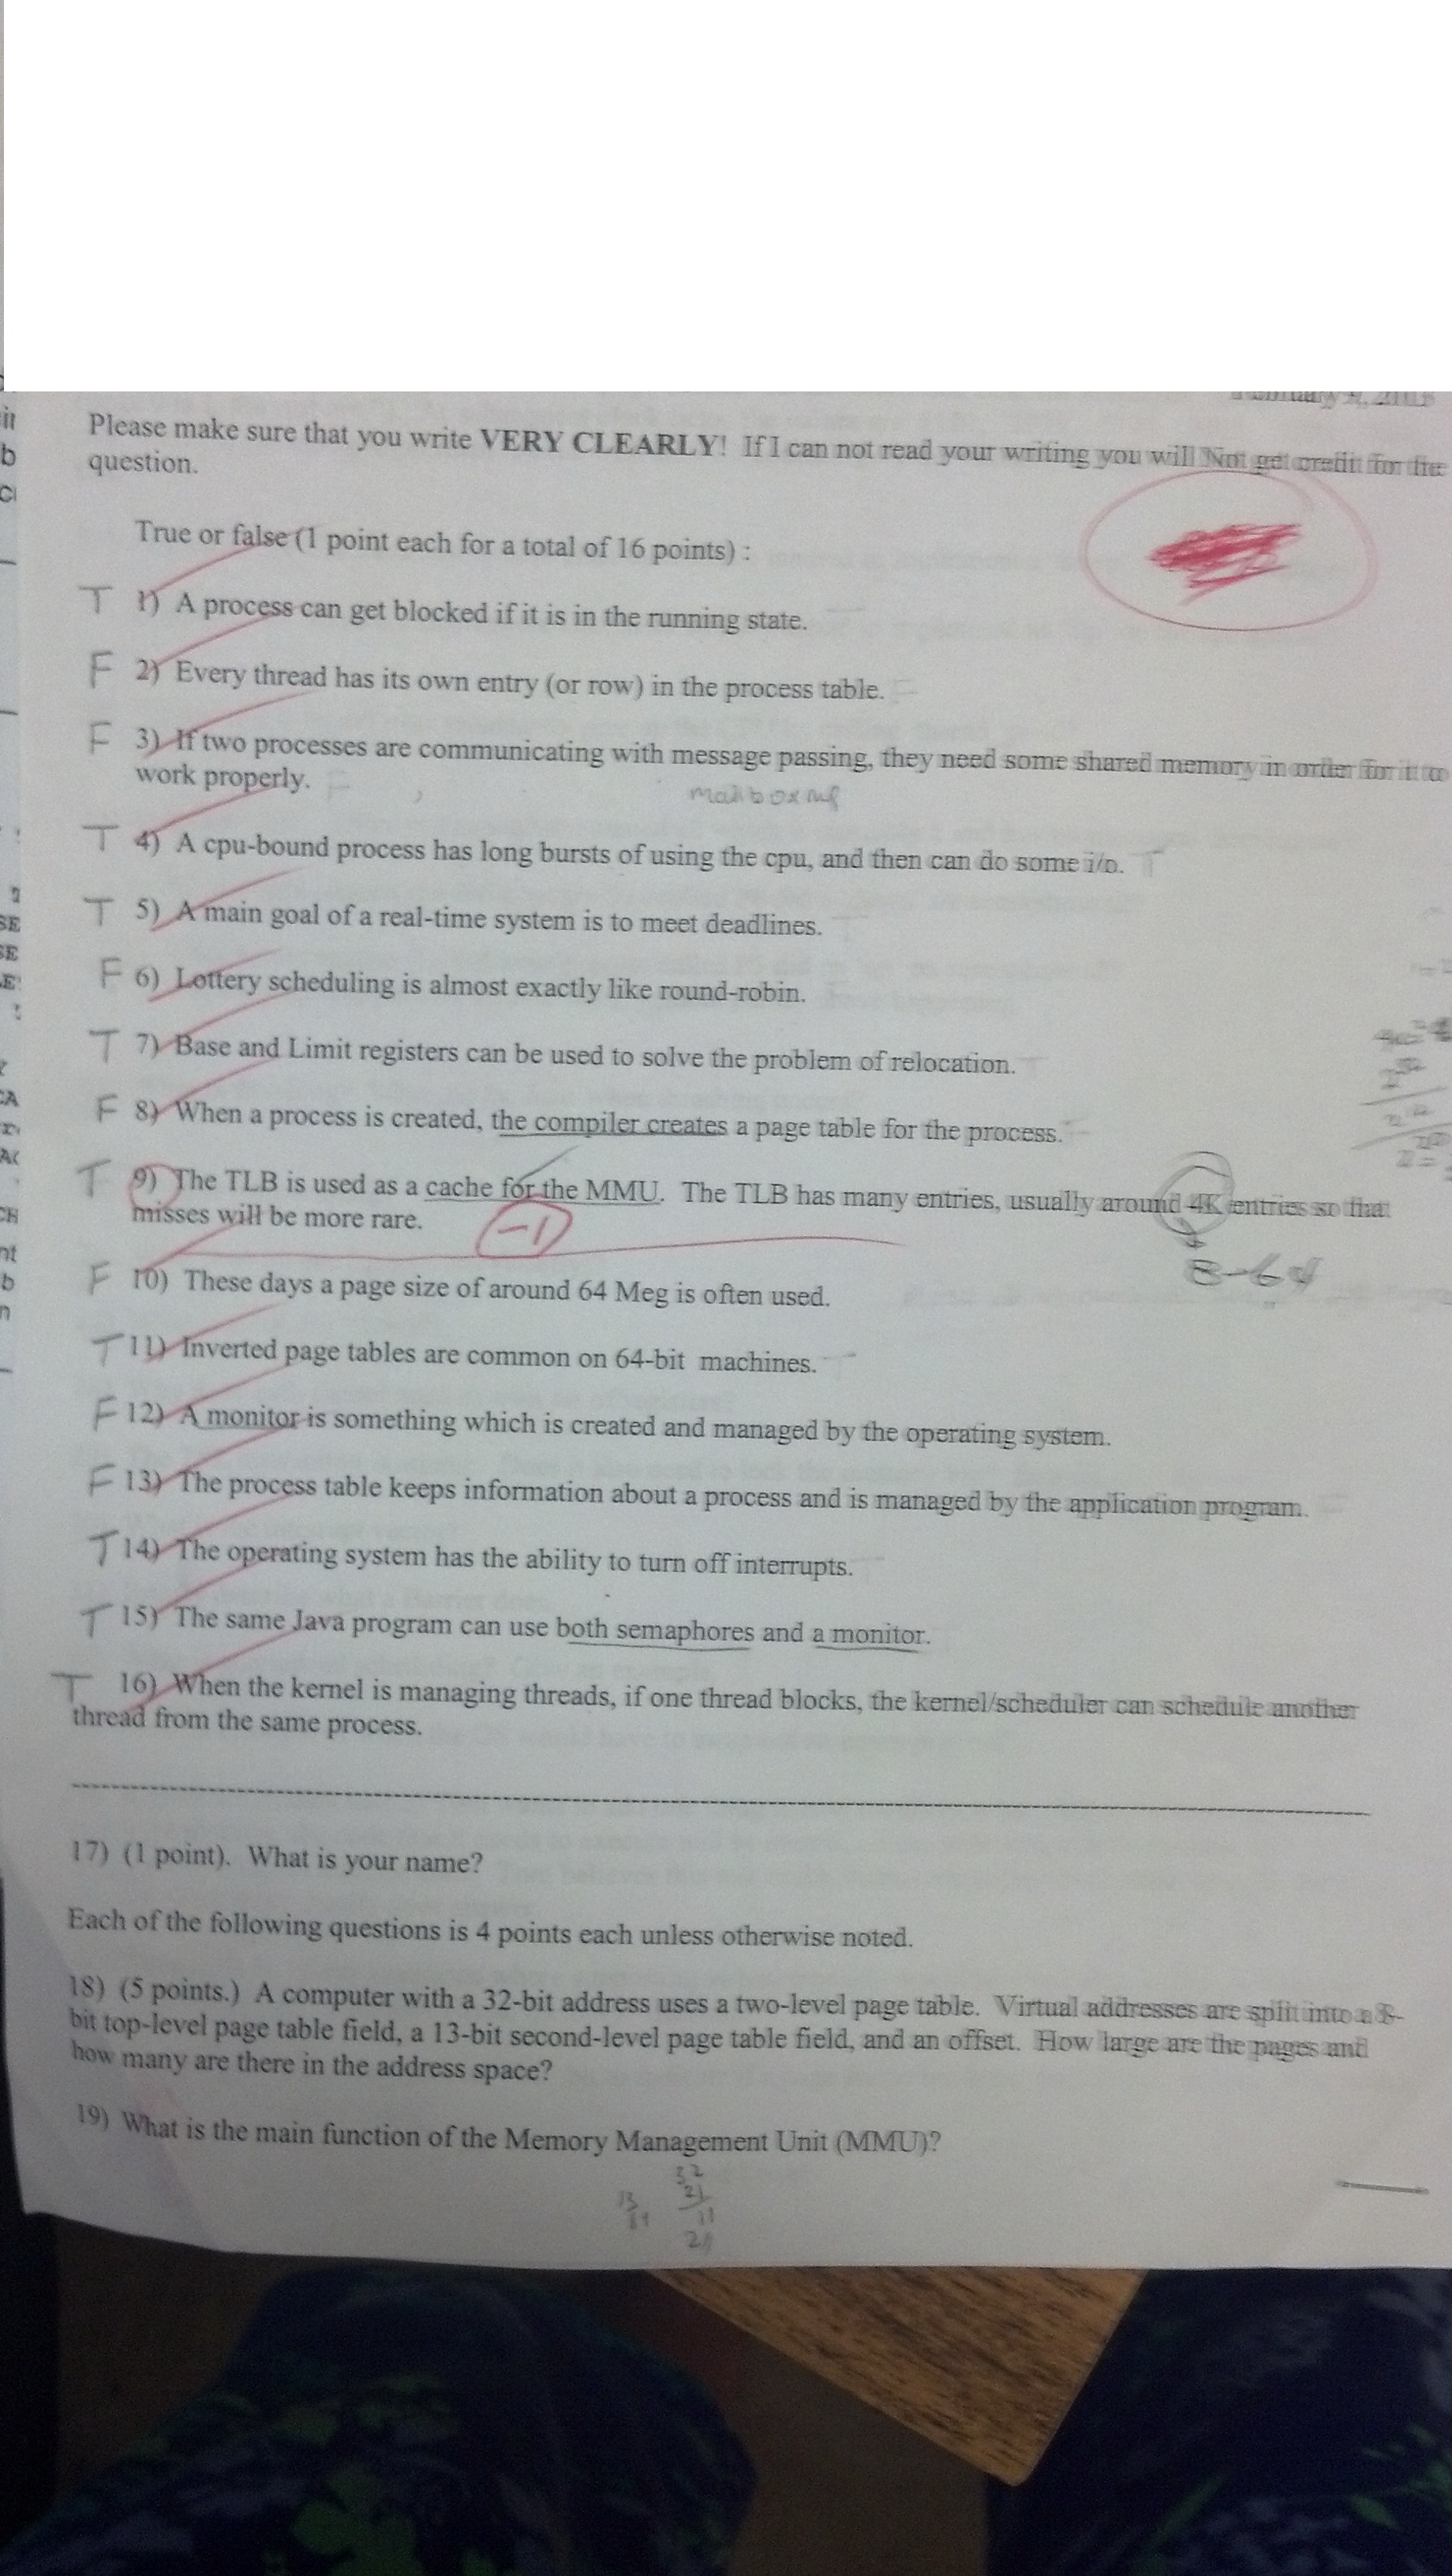 Please make sure that you write VERY CLEARLY! If I can not read your writing you will Not get credit for the
question.
True or false (1 point each for a total of 16 points) :
T 1) A process can get blocked if it is in the running state.
F 2) Every thread has its own entry (or row) in the process table.
F 3) If two processes are communicating with message passing, they need some shared memory in order for it to
work properly.
T 4) A cpu-bound process has long bursts of using the cpu, and then can do some i/o.
T 5) A main goal of a real-time system is to meet deadlines.
F 6) Lottery scheduling is almost exactly like round-robin.
T 7) Base and Limit registers can be used to solve the problem of relocation.
F 8) When a process is created, the compiler creates a page table for the process.
T 9) The TLB is used as a cache for the MMU. The TLB has many entries, usually around 4K entries so that
misses will be more rare.
-1
8-64
F 10) These days a page size of around 64 Meg is often used.
T 11) Inverted page tables are common on 64-bit machines.
F 12) A monitor is something which is created and managed by the operating system.
F 13) The process table keeps information about a process and is managed by the application program.
T 14) The operating system has the ability to turn off interrupts.
T 15) The same Java program can use both semaphores and a monitor.
T 16) When the kernel is managing threads, if one thread blocks, the kernel/scheduler can schedule another
thread from the same process.
17) (1 point). What is your name?
Each of the following questions is 4 points each unless otherwise noted.
18) (5 points.) A computer with a 32-bit address uses a two-level page table. Virtual addresses are split into a 8-
bit top-level page table field, a 13-bit second-level page table field, and an offset. How large are the pages and
how many are there in the address space?
19) What is the main function of the Memory Management Unit (MMU)?
32
21
11
21